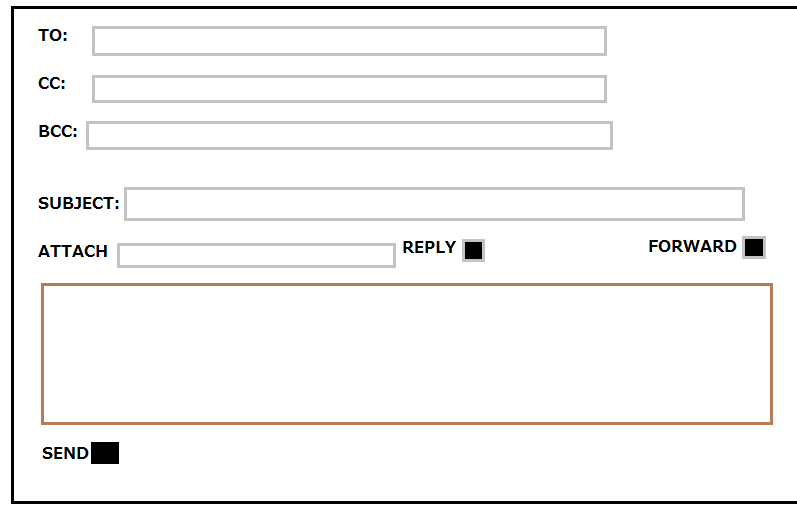 TO:
CC:
BCC:
SUBJECT:
ATTACH REPLY FORWARD
SEND